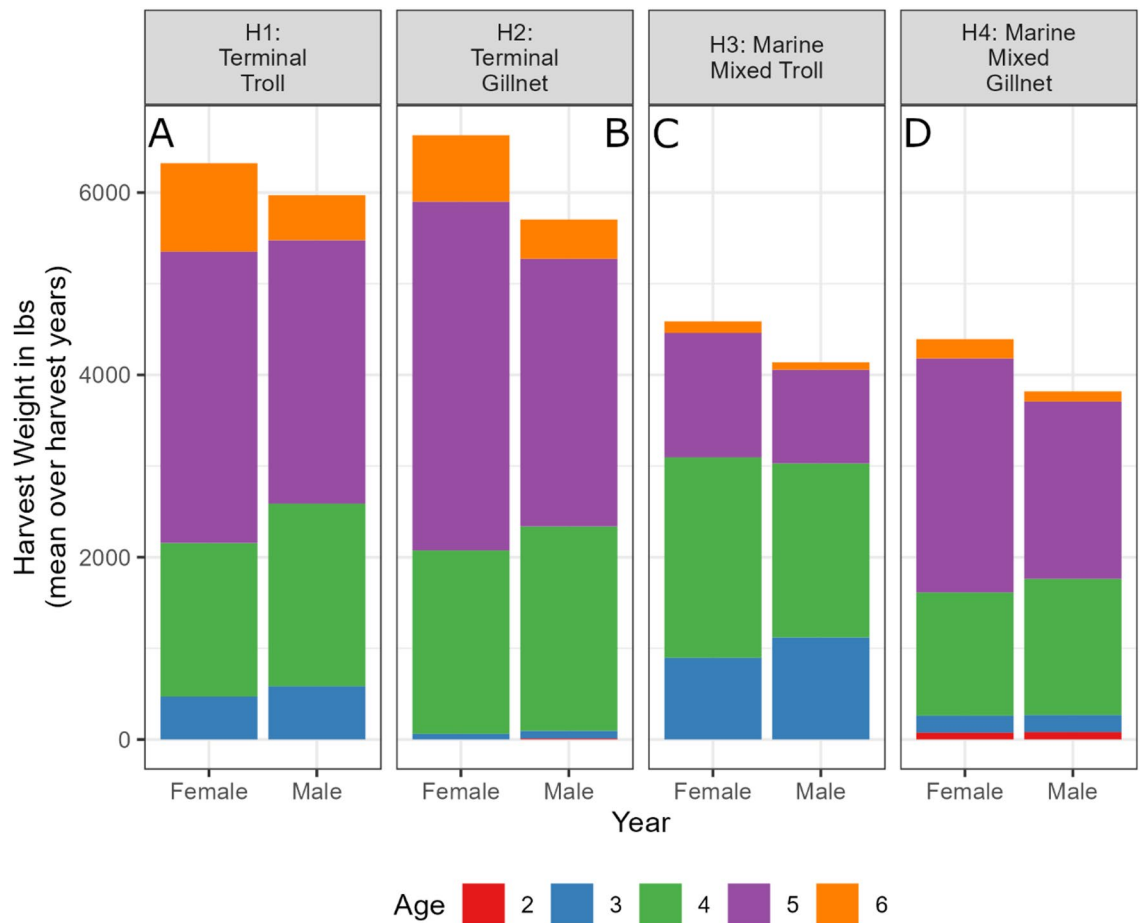 H1:
Terminal
Troll
H2:
Terminal
Gillnet
H3: Marine
Mixed Troll
H4: Marine
Mixed
Gillnet
A
B
C
D
6000
4000
2000
0
Harvest Weight in lbs
(mean over harvest years)
Female Male Female Male Female Male Female Male
Year
Age 2 3 4 5 6